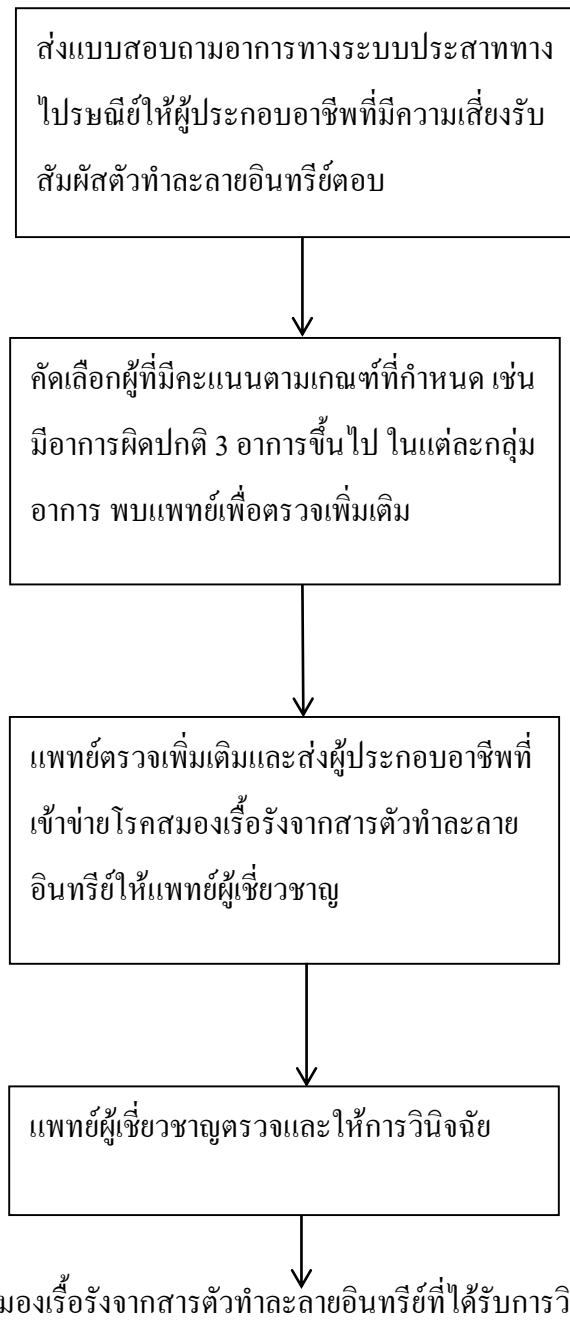 ส่งแบบสอบถามอาการทางระบบประสาททาง
ไปรษณีย์ให้ผู้ประกอบอาชีพที่มีความเสี่ยงรับ
สัมผัสตัวทำละลายอินทรีย์ตอบ
คัดเลือกผู้ที่มีคะแนนตามเกณฑ์ที่กำหนด เช่น
มีอาการผิดปกติ 3 อาการขึ้นไป ในแต่ละกลุ่ม
อาการ พบแพทย์เพื่อตรวจเพิ่มเติม
แพทย์ตรวจเพิ่มเติมและส่งผู้ประกอบอาชีพที่
เข้าข่ายโรคสมองเรื้อรังจากสารตัวทำละลาย
อินทรีย์ให้แพทย์ผู้เชี่ยวชาญ
แพทย์ผู้เชี่ยวชาญตรวจและให้การวินิจฉัย
มองเรื้อรังจากสารตัวทำละลายอินทรีย์ที่ได้รับการวิ